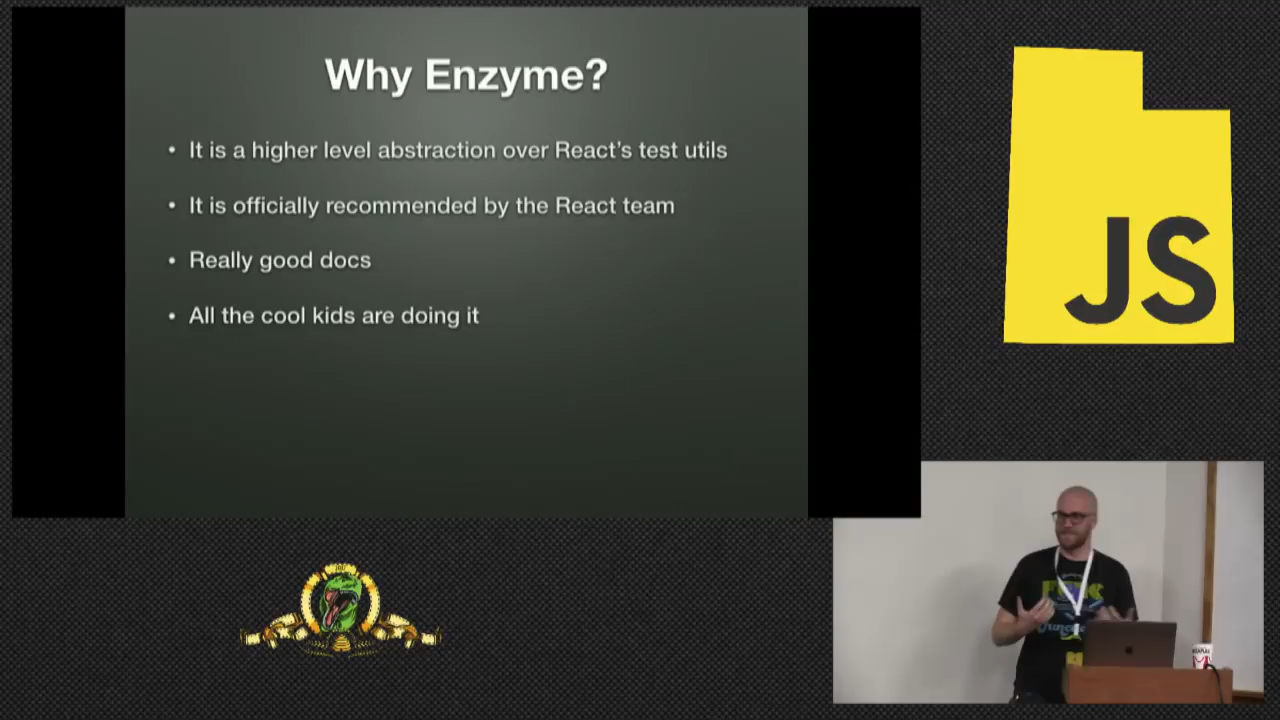 Why Enzyme?
• It is a higher level abstraction over React's test utils
• It is officially recommended by the React team
• Really good docs
• All the cool kids are doing it
JS